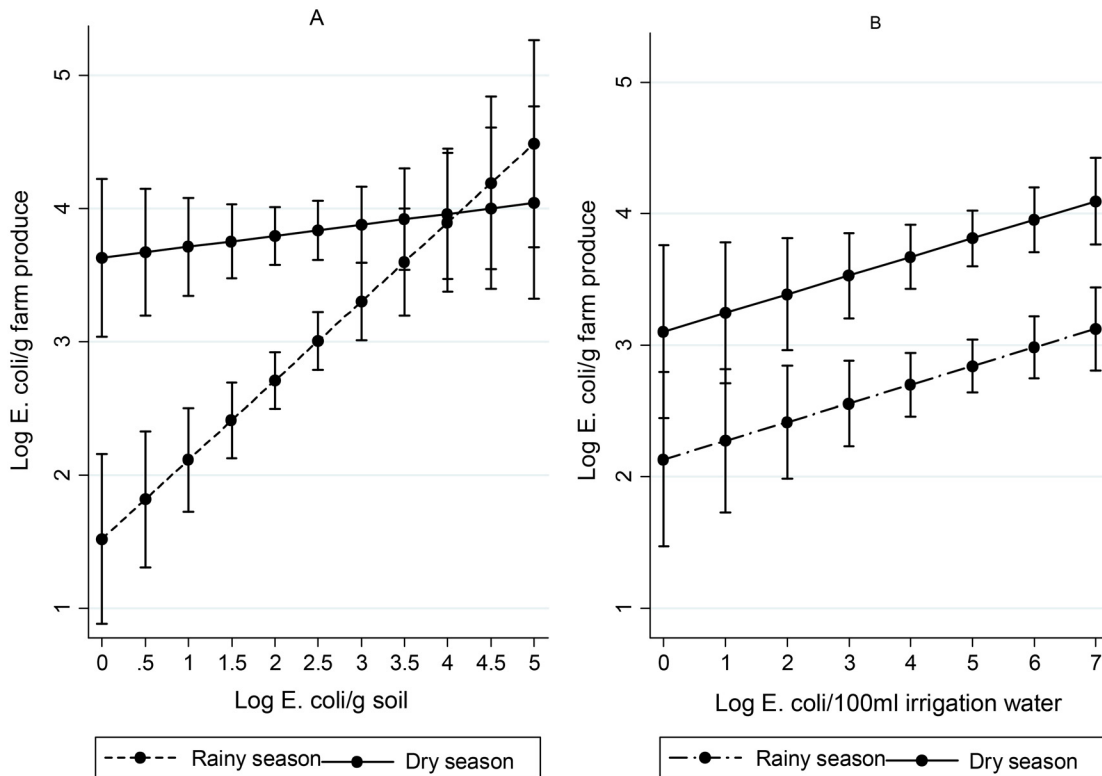 A
Log E. coli/g farm produce
5
4
3
2
1
0 .5 1 1.5 2 2.5 3 3.5 4 4.5 5
Log E. coli/g soil
Rainy season Dry season
B
Log E. coli/g farm produce
5
4
3
2
1
0 1 2 3 4 5 6 7
Log E. coli/100ml irrigation water
Rainy season Dry season